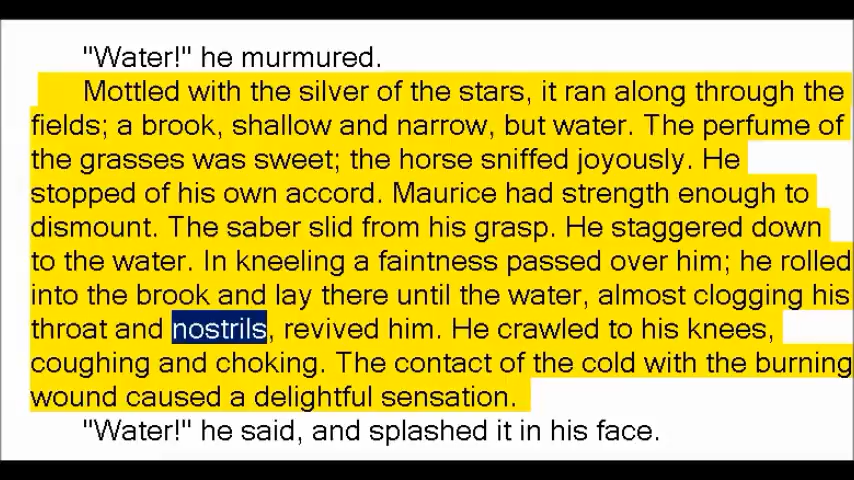 "Water!" he murmured.
Mottled with the silver of the stars, it ran along through the
fields; a brook, shallow and narrow, but water. The perfume of
the grasses was sweet; the horse sniffed joyously. He
stopped of his own accord. Maurice had strength enough to
dismount. The saber slid from his grasp. He staggered down
to the water. In kneeling a faintness passed over him; he rolled
into the brook and lay there until the water, almost clogging his
throat and nostrils, revived him. He crawled to his knees,
coughing and choking. The contact of the cold with the burning
wound caused a delightful sensation.
"Water!" he said, and splashed it in his face.